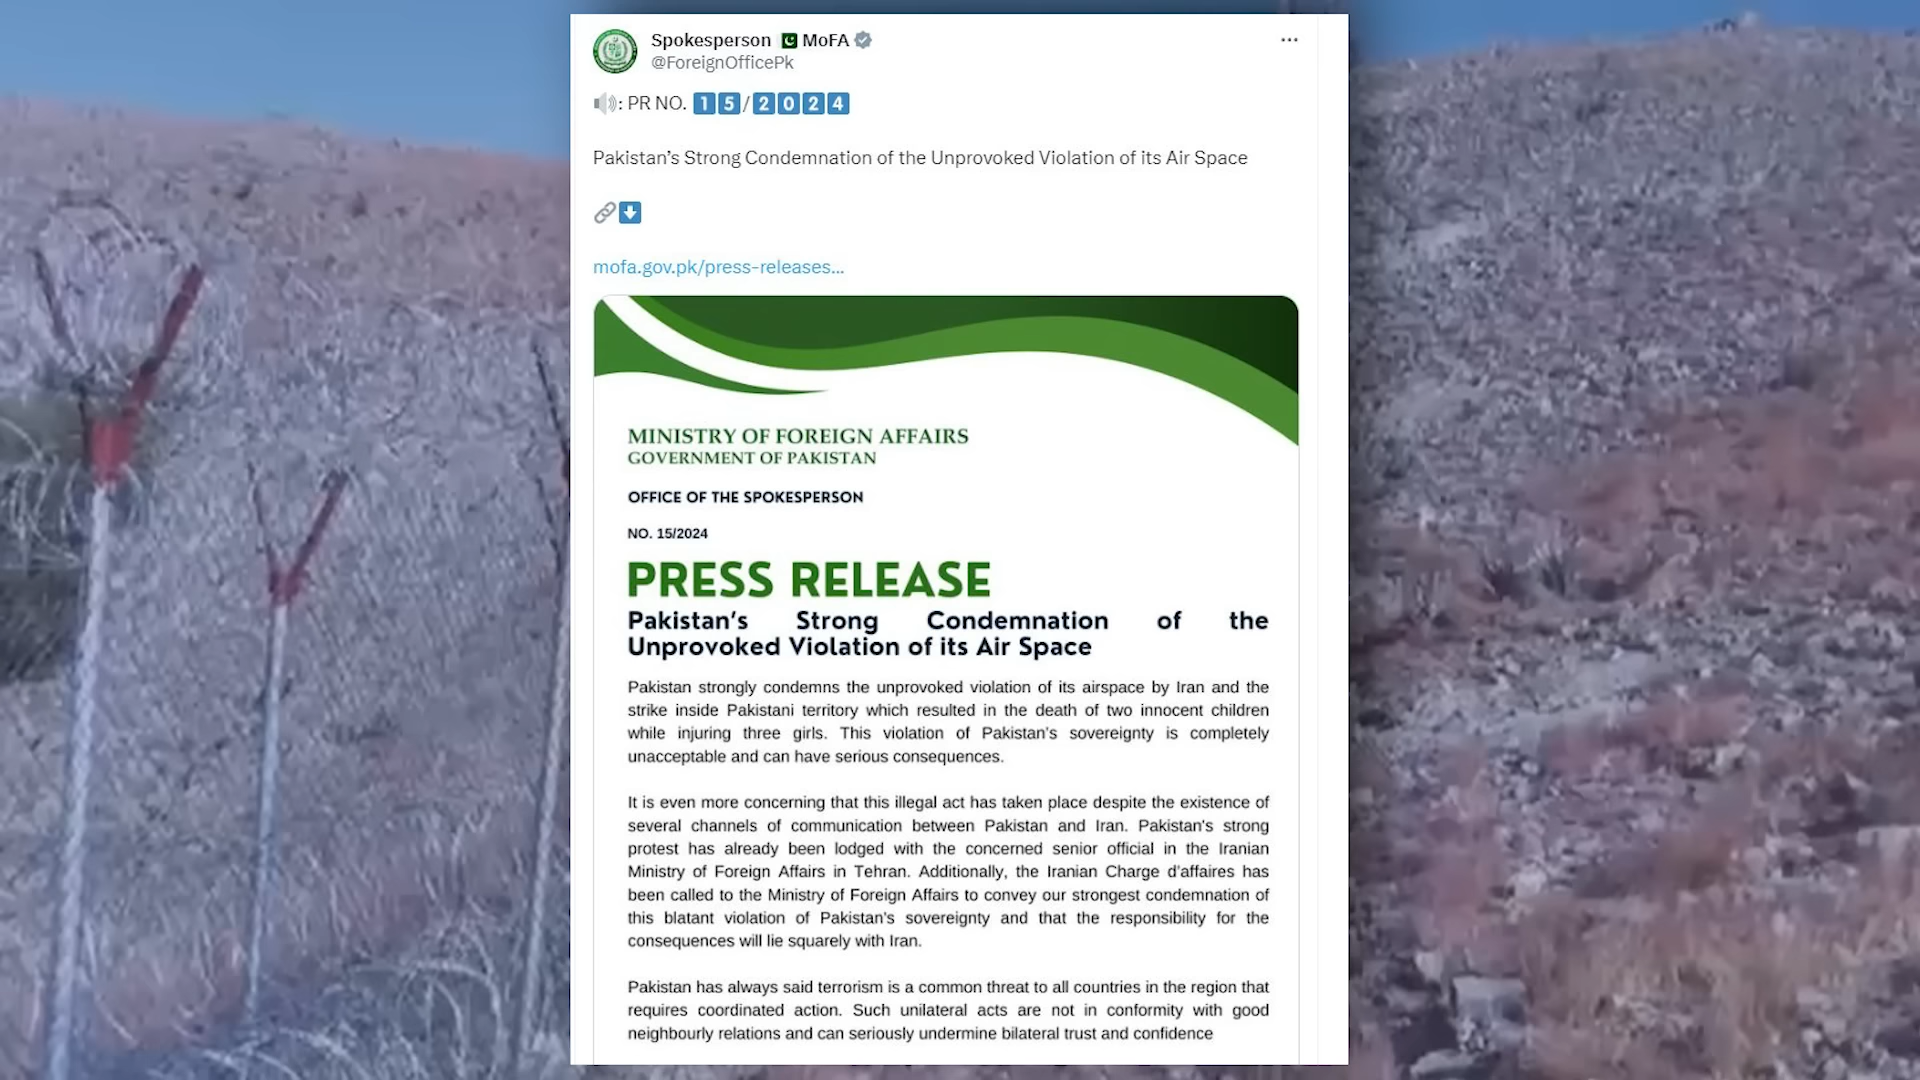 Spokesperson 🇵🇰 MoFA
@ForeignOfficePk
🔊: PR NO. 1️⃣5️⃣/2️⃣0️⃣2️⃣4️⃣
Pakistan’s Strong Condemnation of the Unprovoked Violation of its Air Space
🔗⬇️
mofa.gov.pk/press-releases…
MINISTRY OF FOREIGN AFFAIRS
GOVERNMENT OF PAKISTAN
OFFICE OF THE SPOKESPERSON
NO. 15/2024
PRESS RELEASE
Pakistan’s Strong Condemnation of the
Unprovoked Violation of its Air Space
Pakistan strongly condemns the unprovoked violation of its airspace by Iran and the
strike inside Pakistani territory which resulted in the death of two innocent children
while injuring three girls. This violation of Pakistan's sovereignty is completely
unacceptable and can have serious consequences.
It is even more concerning that this illegal act has taken place despite the existence of
several channels of communication between Pakistan and Iran. Pakistan's strong
protest has already been lodged with the concerned senior official in the Iranian
Ministry of Foreign Affairs in Tehran. Additionally, the Iranian Charge d'affaires has
been called to the Ministry of Foreign Affairs to convey our strongest condemnation of
this blatant violation of Pakistan's sovereignty and that the responsibility for the
consequences will lie squarely with Iran.
Pakistan has always said terrorism is a common threat to all countries in the region that
requires coordinated action. Such unilateral acts are not in conformity with good
neighbourly relations and can seriously undermine bilateral trust and confidence